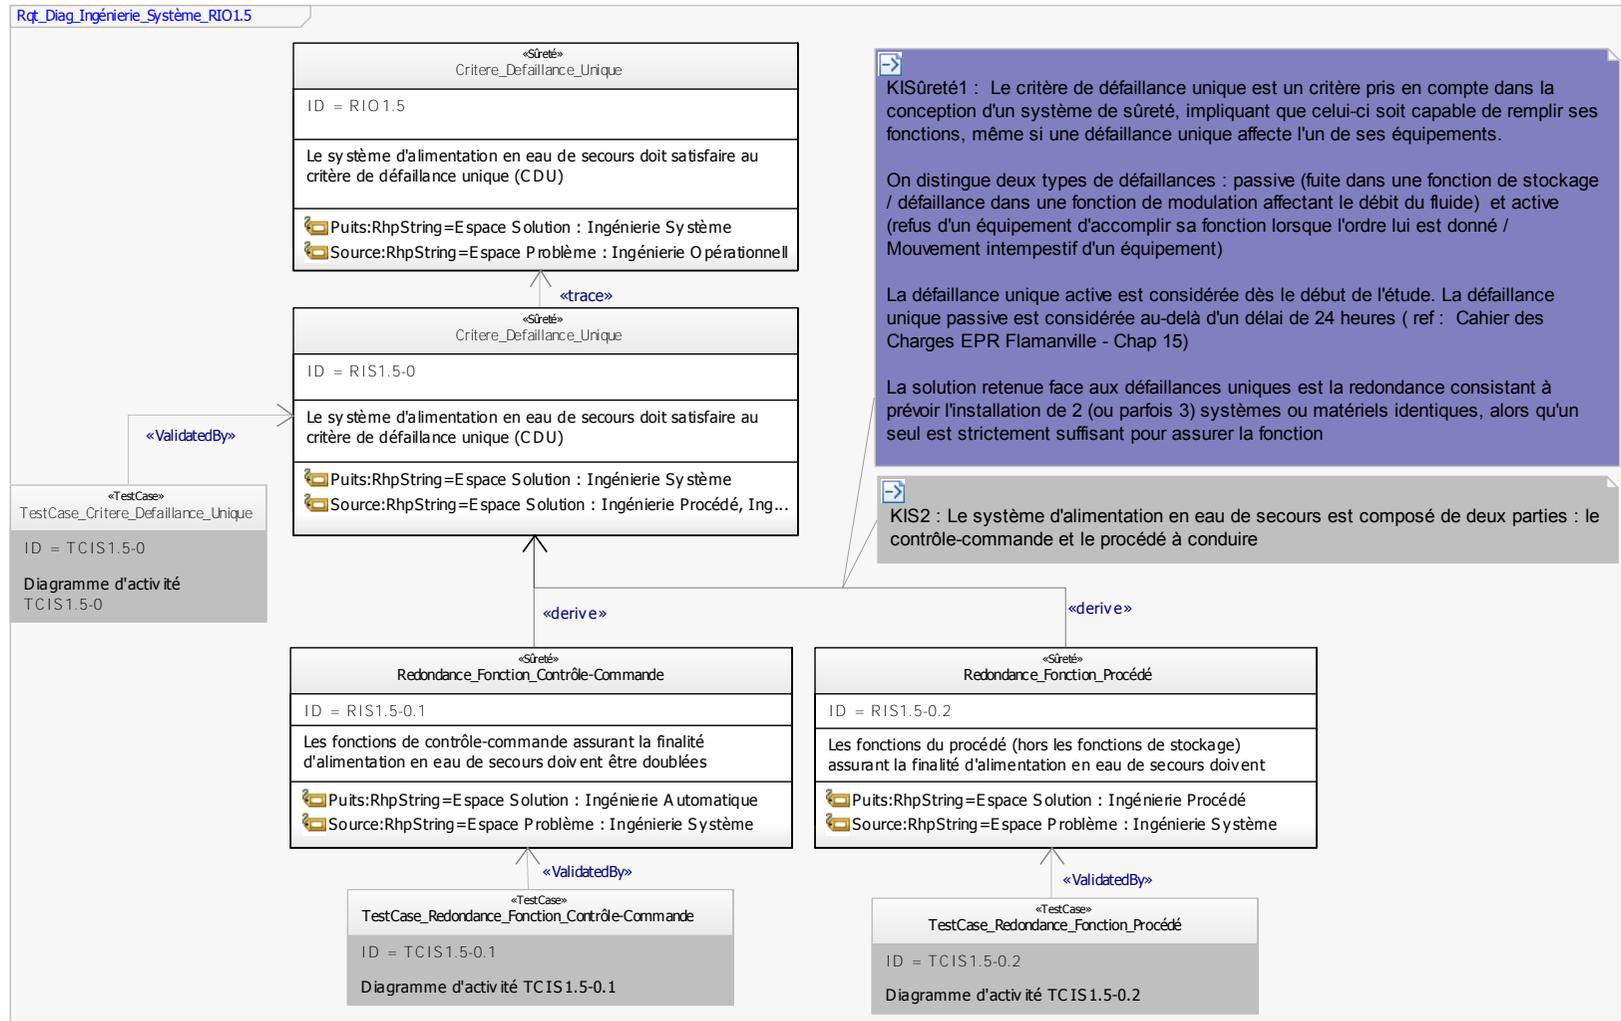 Rqt_Diag_Ingénierie_Système_RIO1.5
«Sûreté»
Critere_Defaillance_Unique
ID = RIO1.5
Le système d'alimentation en eau de secours doit satisfaire au
critère de défaillance unique (CDU)
Puits:RhpString=Espace Solution : Ingénierie Système
Source:RhpString=Espace Problème : Ingénierie Opérationnell
«trace»
«Sûreté»
Critere_Defaillance_Unique
ID = RIS1.5-0
Le système d'alimentation en eau de secours doit satisfaire au
critère de défaillance unique (CDU)
Puits:RhpString=Espace Solution : Ingénierie Système
Source:RhpString=Espace Solution : Ingénierie Procédé, Ing...
KISûreté1 : Le critère de défaillance unique est un critère pris en compte dans la
conception d'un système de sûreté, impliquant que celui-ci soit capable de remplir ses
fonctions, même si une défaillance unique affecte l'un de ses équipements.
On distingue deux types de défaillances : passive (fuite dans une fonction de stockage
/ défaillance dans une fonction de modulation affectant le débit du fluide) et active
(refus d'un équipement d'accomplir sa fonction lorsque l'ordre lui est donné /
Mouvement intempestif d'un équipement)
La défaillance unique active est considérée dès le début de l'étude. La défaillance
unique passive est considérée au-delà d'un délai de 24 heures ( ref : Cahier des
Charges EPR Flamanville - Chap 15)
La solution retenue face aux défaillances uniques est la redondance consistant à
prévoir l'installation de 2 (ou parfois 3) systèmes ou matériels identiques, alors qu'un
seul est strictement suffisant pour assurer la fonction
KIS2 : Le système d'alimentation en eau de secours est composé de deux parties : le
contrôle-commande et le procédé à conduire
«ValidatedBy»
«TestCase»
TestCase_Critere_Defaillance_Unique
ID = TCIS1.5-0
Diagramme d'activité
TCIS1.5-0
«derive»
«derive»
«Sûreté»
Redondance_Fonction_Contrôle-Commande
ID = RIS1.5-0.1
Les fonctions de contrôle-commande assurant la finalité
d'alimentation en eau de secours doivent être doublées
Puits:RhpString=Espace Solution : Ingénierie Automatique
Source:RhpString=Espace Problème : Ingénierie Système
«Sûreté»
Redondance_Fonction_Procédé
ID = RIS1.5-0.2
Les fonctions du procédé (hors les fonctions de stockage)
assurant la finalité d'alimentation en eau de secours doivent
Puits:RhpString=Espace Solution : Ingénierie Procédé
Source:RhpString=Espace Problème : Ingénierie Système
«ValidatedBy»
«TestCase»
TestCase_Redondance_Fonction_Contrôle-Commande
ID = TCIS1.5-0.1
Diagramme d'activité TCIS1.5-0.1
«ValidatedBy»
«TestCase»
TestCase_Redondance_Fonction_Procédé
ID = TCIS1.5-0.2
Diagramme d'activité TCIS1.5-0.2